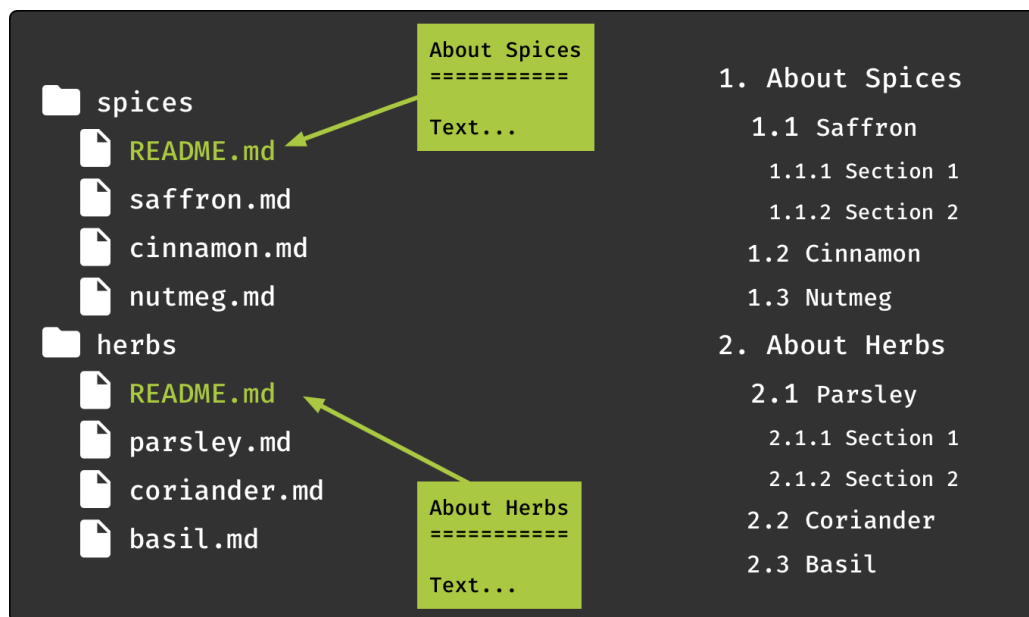 spices
README.md
saffron.md
cinnamon.md
nutmeg.md
herbs
README.md
parsley.md
coriander.md
basil.md
About Spices
===========
Text...
About Herbs
===========
Text...
1. About Spices
1.1 Saffron
1.1.1 Section 1
1.1.2 Section 2
1.2 Cinnamon
1.3 Nutmeg
2. About Herbs
2.1 Parsley
2.1.1 Section 1
2.1.2 Section 2
2.2 Coriander
2.3 Basil